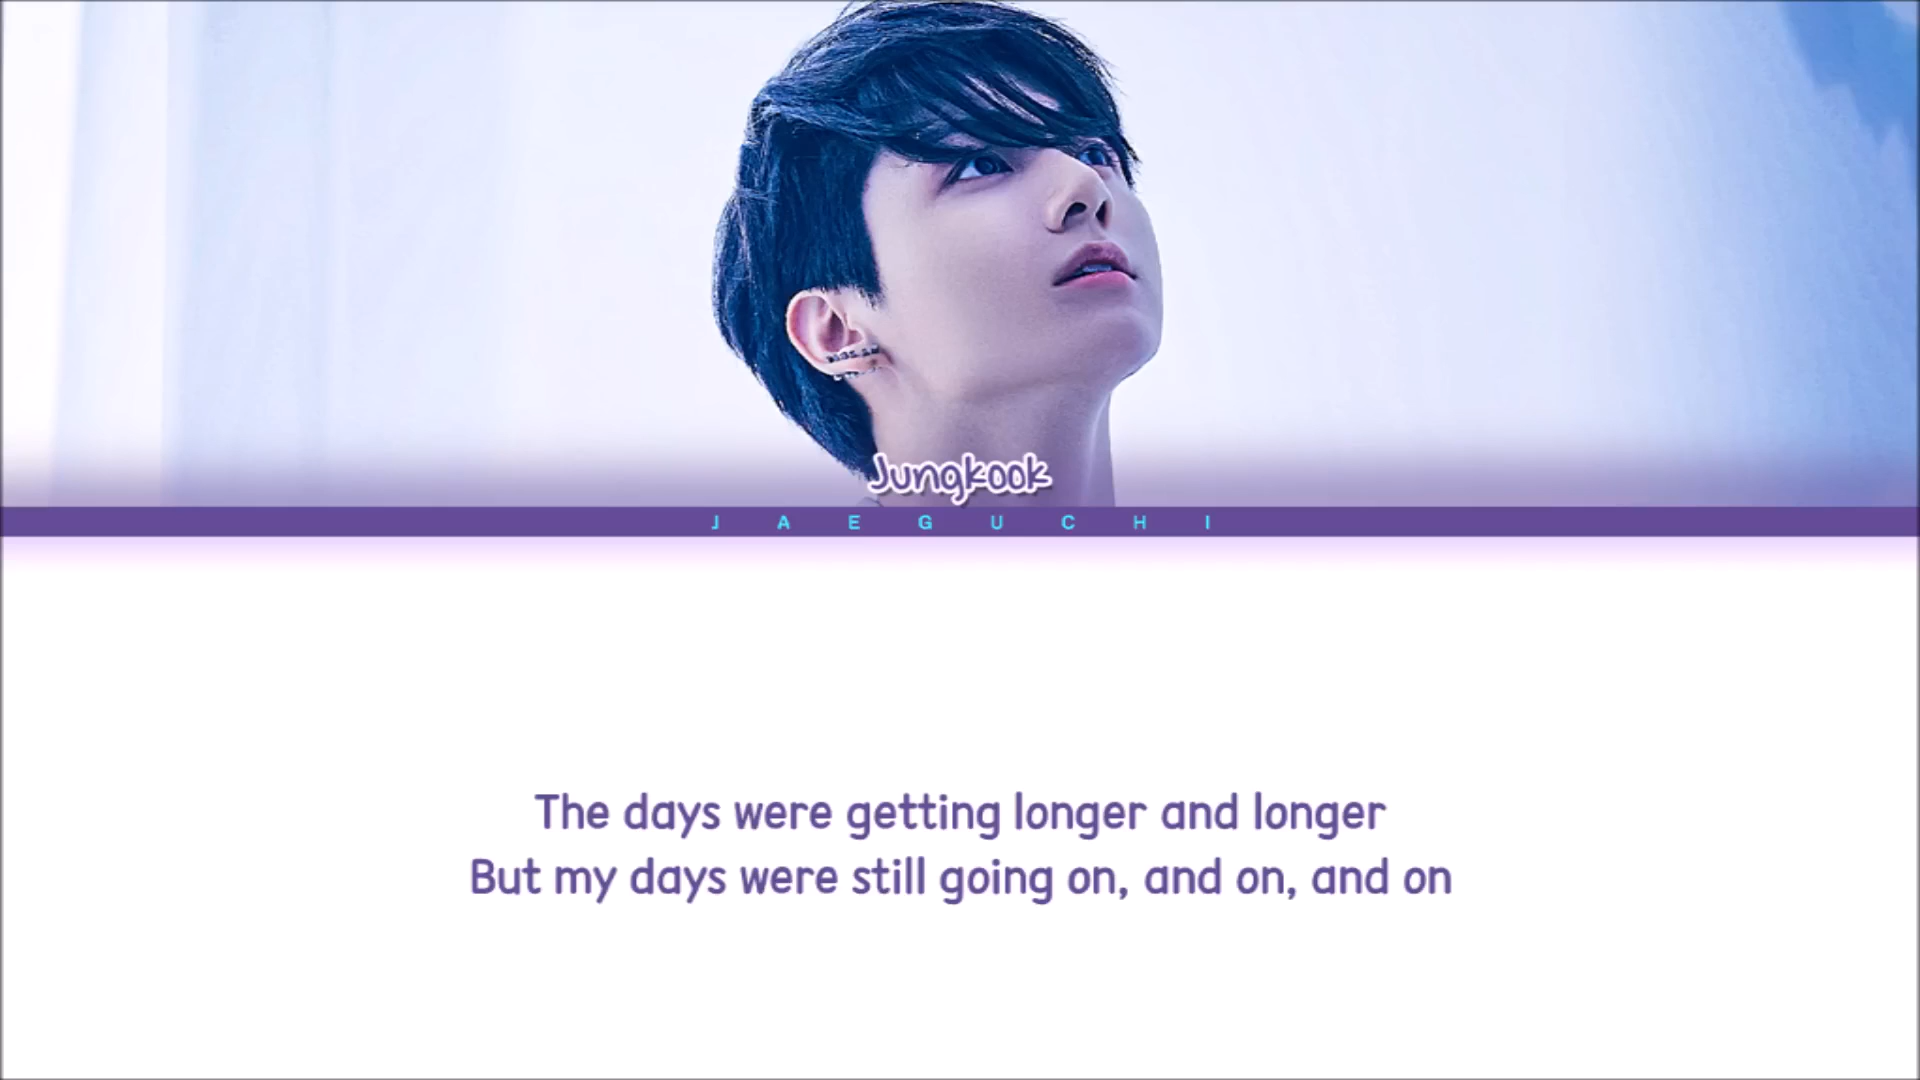 Jungkook
JAEGUCHI
The days were getting longer and longer
But my days were still going on, and on, and on